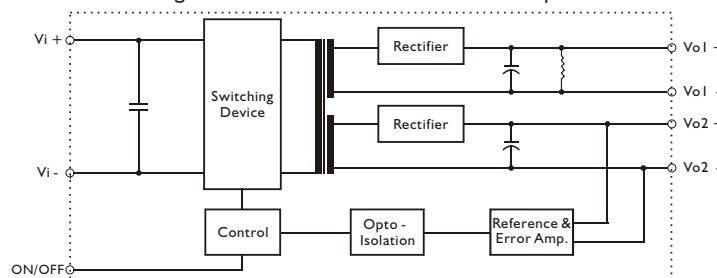 Vi +
Rectifier
Vo1 -
Switching
Device
Vo1 -
Rectifier
Vo2 -
Vi -
Vo2 -
Control
Opto -
Isolation
Reference &
Error Amp.
ON/OFF